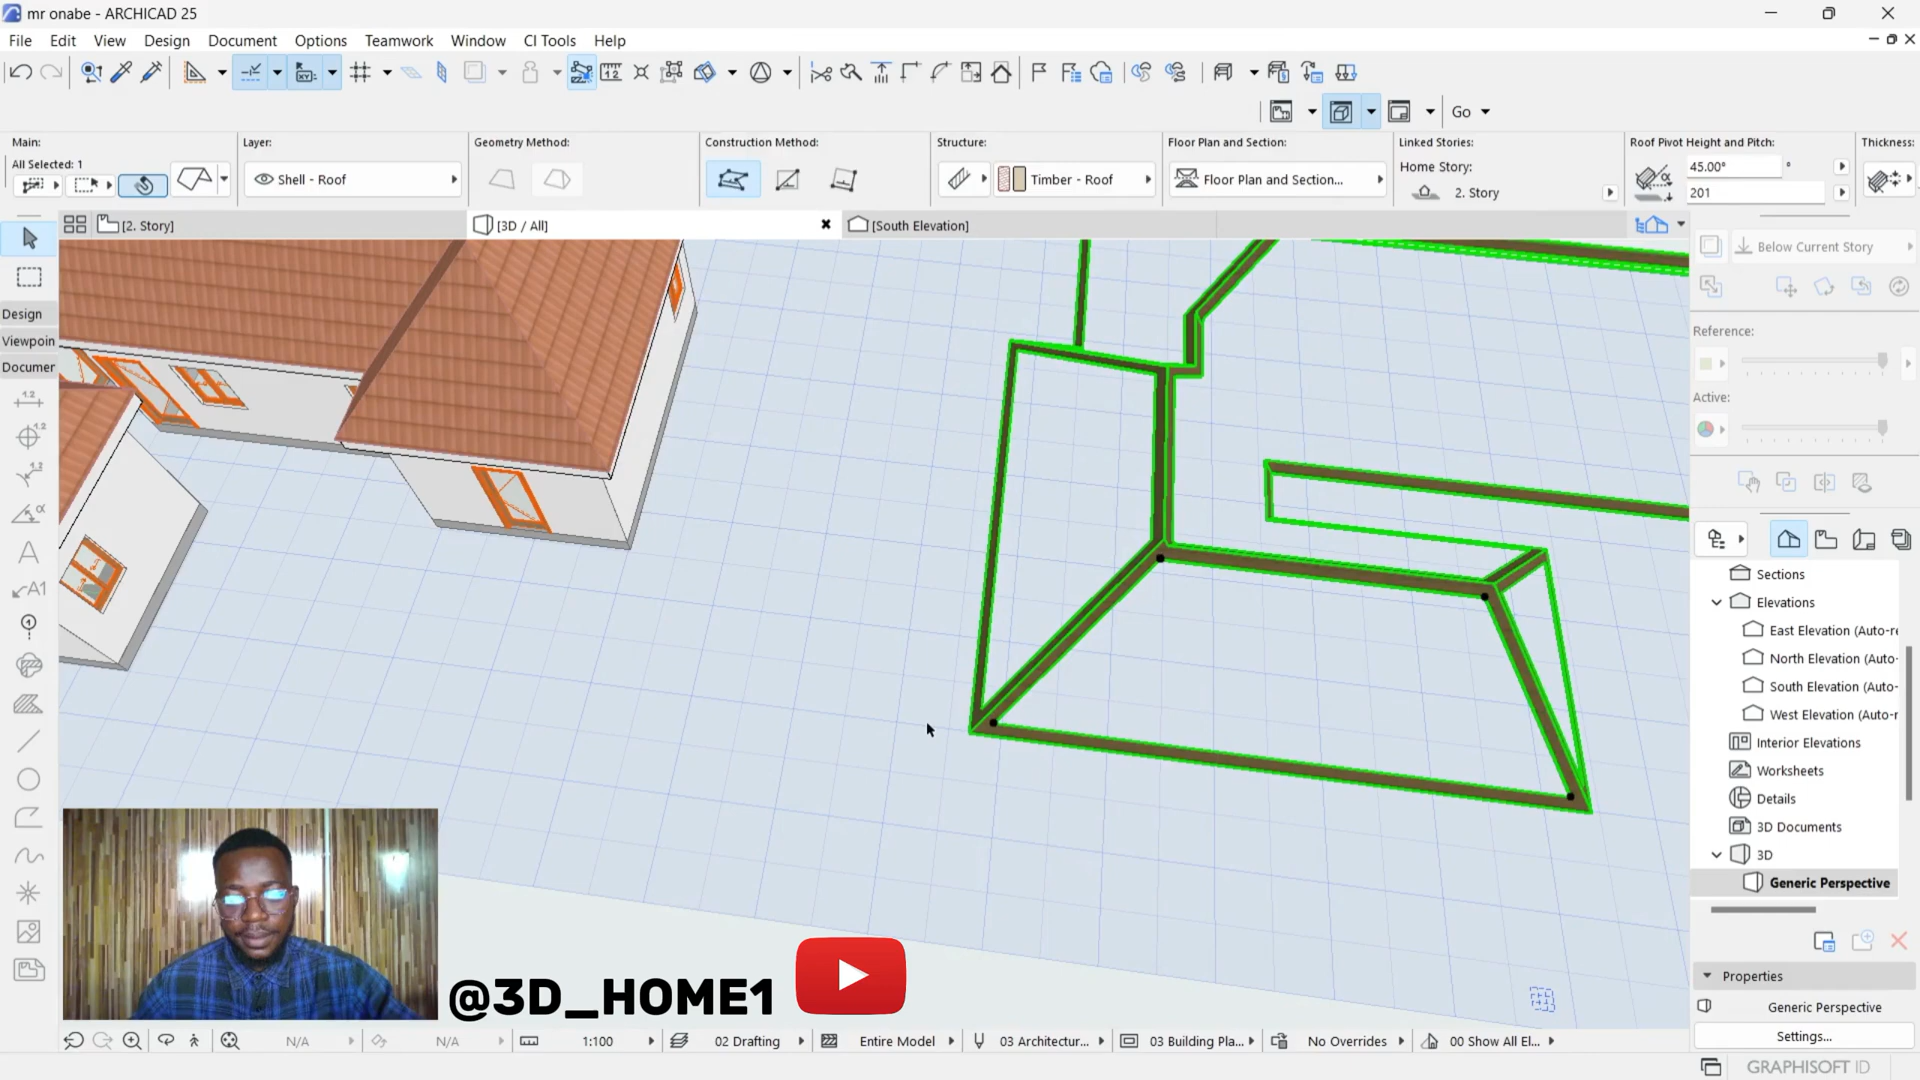 mr onabe - ARCHICAD 25
File Edit View Design Document Options Teamwork Window CI Tools Help
Go
Main:
All Selected: 1
Layer:
Shell - Roof
Geometry Method:
Construction Method:
Structure:
Timber - Roof
Floor Plan and Section:
Floor Plan and Section...
Linked Stories:
Home Story:
2. Story
Roof Pivot Height and Pitch:
45.00°
°
201
Thickness:
[2. Story]
[3D / All]
[South Elevation]
Below Current Story
Design
Viewpoin
Documer
Reference:
Active:
Sections
Elevations
East Elevation (Auto-re
North Elevation (Auto-
South Elevation (Auto-
West Elevation (Auto-r
Interior Elevations
Worksheets
Details
3D Documents
3D
Generic Perspective
Properties
Generic Perspective
Settings...
@3D_HOME1
N/A
N/A
1:100
02 Drafting
Entire Model
03 Architectur...
03 Building Pla...
No Overrides
00 Show All El...
GRAPHISOFT ID